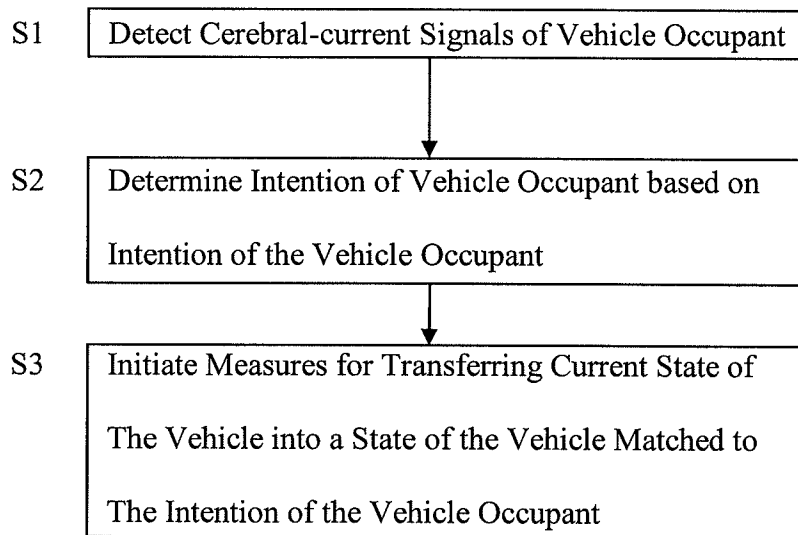 S1 Detect Cerebral-current Signals of Vehicle Occupant
S2 Determine Intention of Vehicle Occupant based on
Intention of the Vehicle Occupant
S3 Initiate Measures for Transferring Current State of
The Vehicle into a State of the Vehicle Matched to
The Intention of the Vehicle Occupant